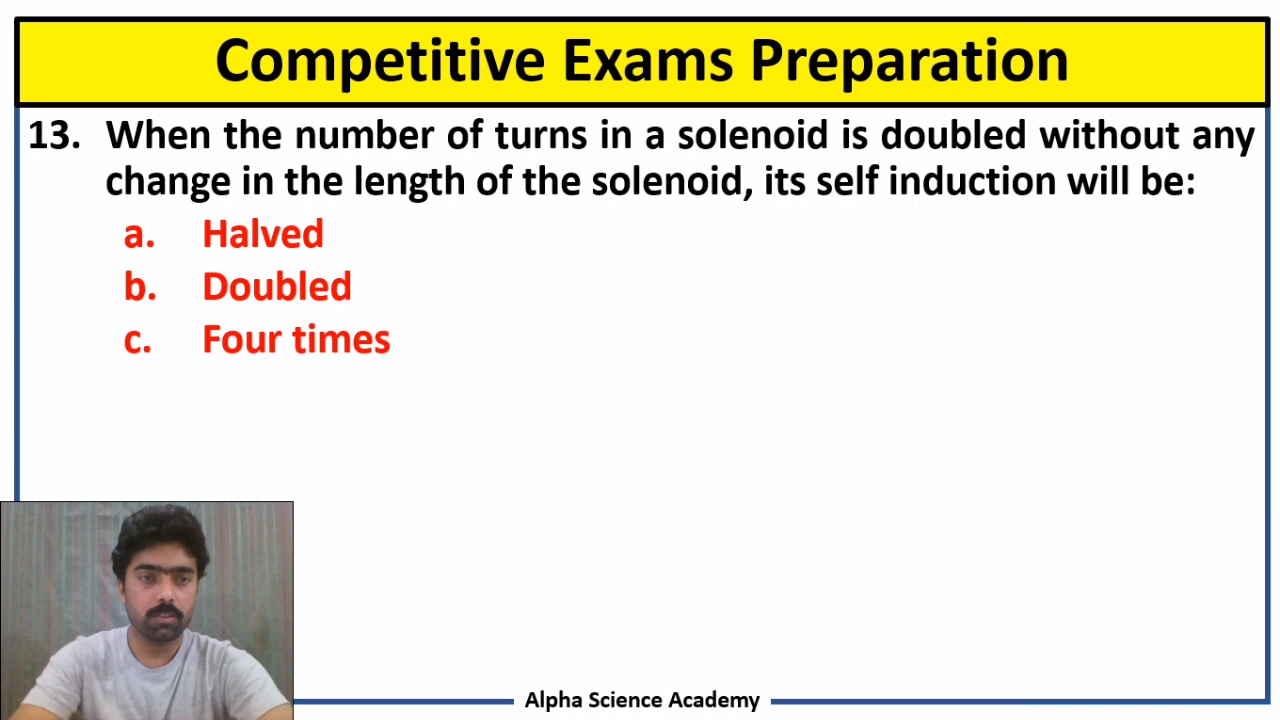 Competitive Exams Preparation
13. When the number of turns in a solenoid is doubled without any
change in the length of the solenoid, its self induction will be:
a. Halved
b. Doubled
c. Four times
Alpha Science Academy